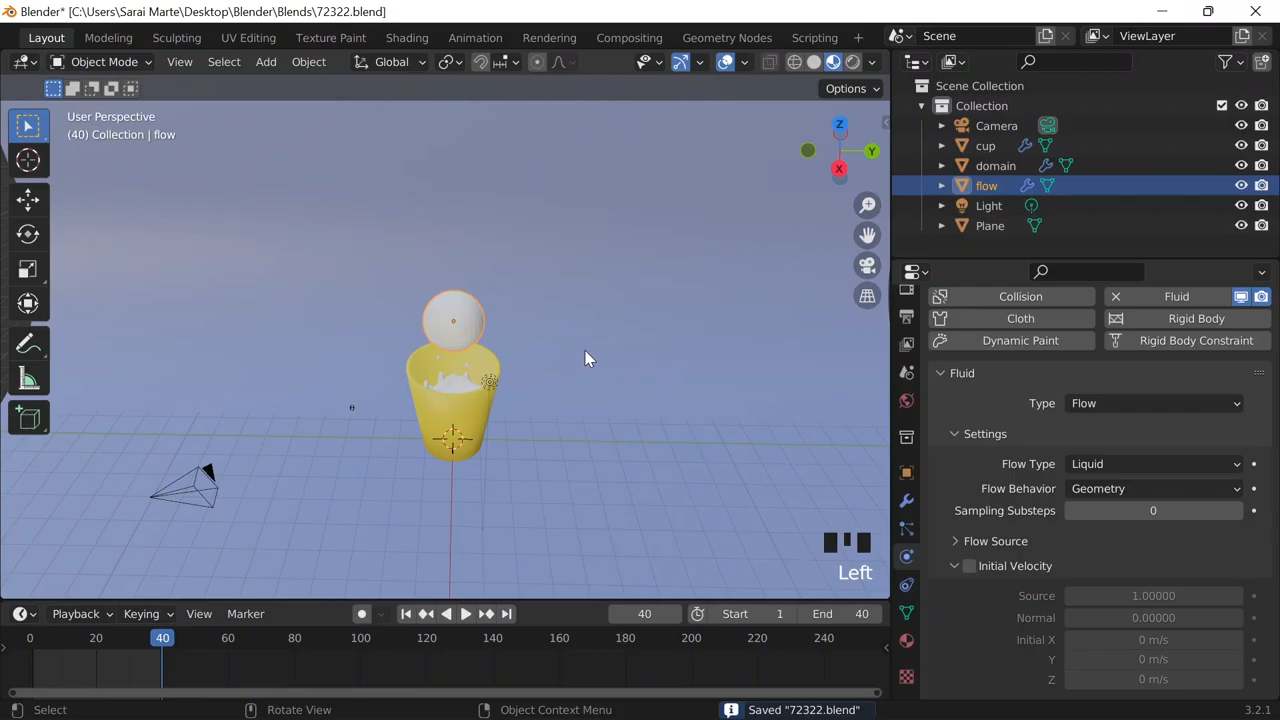 Blender* [C:\Users\Sarai Marte\Desktop\Blender\Blends\72322.blend]
Layout Modeling Sculpting UV Editing Texture Paint Shading Animation Rendering Compositing Geometry Nodes Scripting + Scene ViewLayer
Object Mode View Select Add Object Global
Options
User Perspective
(40) Collection | flow
Z
Y
X
Left
Scene Collection
Collection
Camera
cup
domain
flow
Light
Plane
Collision Fluid
Cloth Rigid Body
Dynamic Paint Rigid Body Constraint
Fluid
Type Flow
Settings
Flow Type Liquid
Flow Behavior Geometry
Sampling Substeps 0
Flow Source
Initial Velocity
Source 1.00000
Normal 0.00000
Initial X 0 m/s
Y 0 m/s
Z 0 m/s
Playback Keying View Marker 40 Start 1 End 40
0 20 40 60 80 100 120 140 160 180 200 220 240
Select Rotate View Object Context Menu Saved "72322.blend" 3.2.1